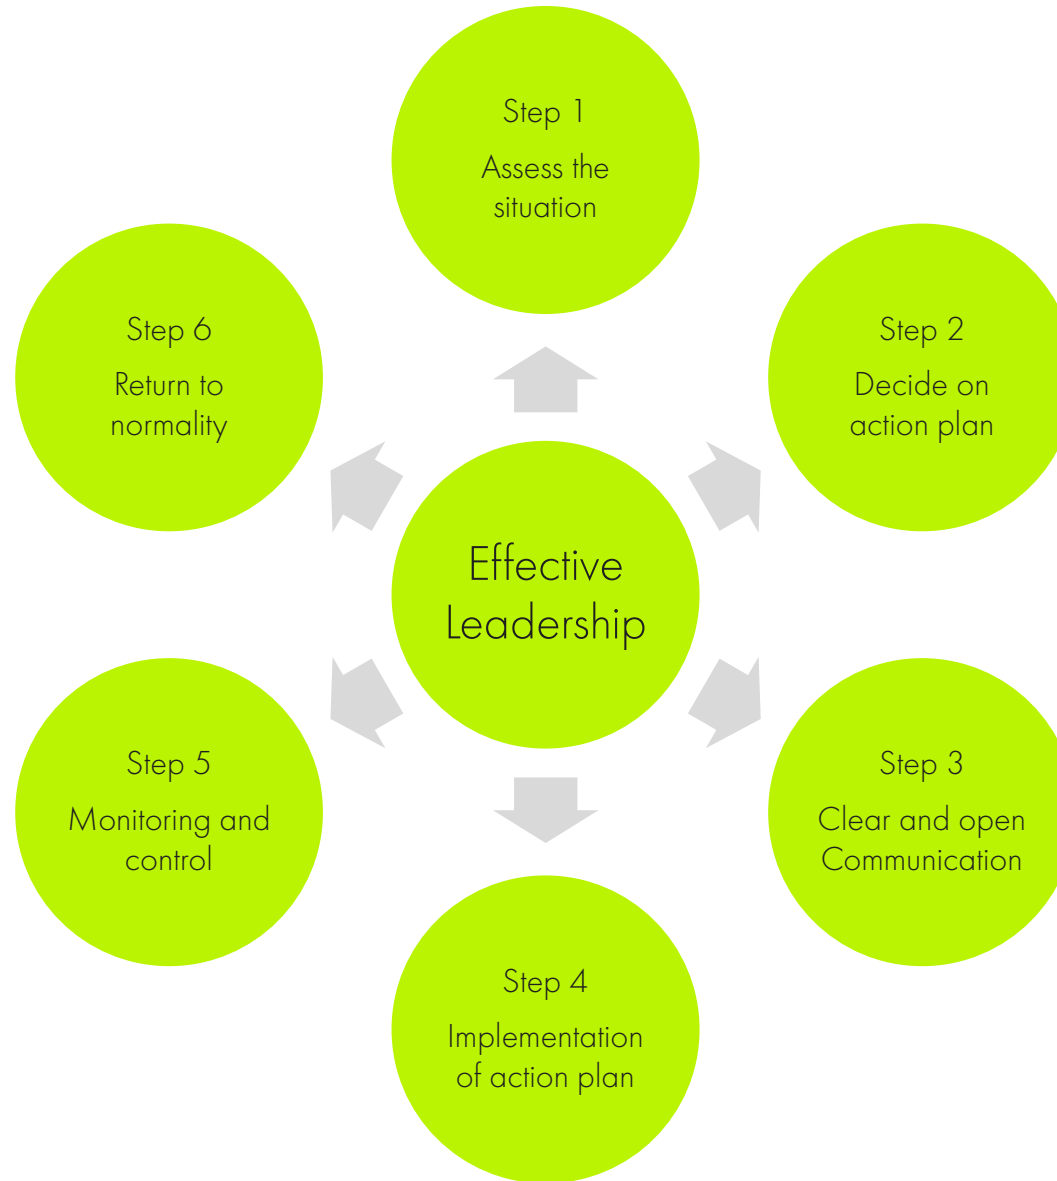 Step 1
Assess the
situation
Step 2
Decide on
action plan
Step 3
Clear and open
Communication
Step 4
Implementation
of action plan
Step 5
Monitoring and
control
Step 6
Return to
normality
Effective
Leadership